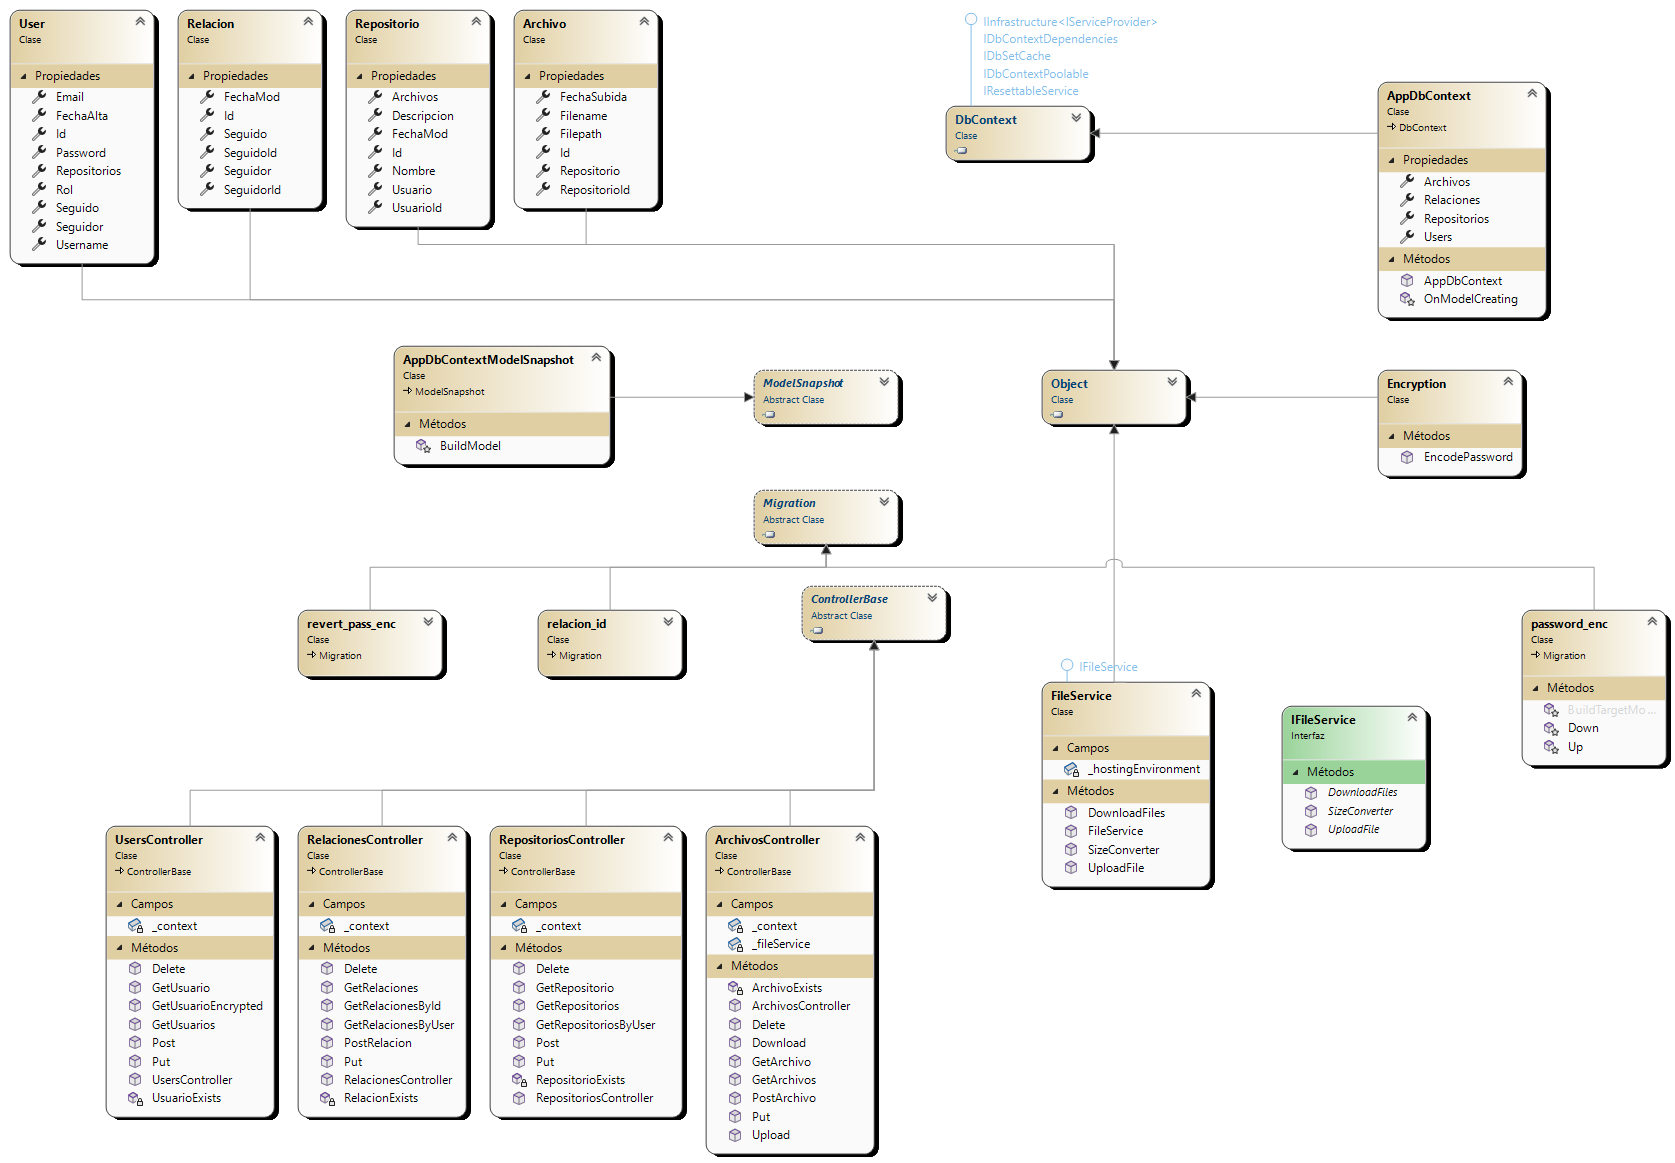 User
Clase
Propiedades
Email
FechaAlta
Id
Password
Repositorios
Rol
Seguido
Seguidor
Username
Relacion
Clase
Propiedades
FechaMod
Id
Seguido
SeguidoId
Seguidor
SeguidorId
Repositorio
Clase
Propiedades
Archivos
Descripcion
FechaMod
Id
Nombre
Usuario
UsuarioId
Archivo
Clase
Propiedades
FechaSubida
Filename
Filepath
Id
Repositorio
RepositorioId
IInfrastructure<IServiceProvider>
IDbContextDependencies
IDbSetCache
IDbContextPoolable
IResettableService
DbContext
Clase
AppDbContext
Clase
DbContext
Propiedades
Archivos
Relaciones
Repositorios
Users
Métodos
AppDbContext
OnModelCreating
AppDbContextModelSnapshot
Clase
ModelSnapshot
Métodos
BuildModel
ModelSnapshot
Abstract Clase
Object
Clase
Encryption
Clase
Métodos
EncodePassword
Migration
Abstract Clase
revert_pass_enc
Clase
Migration
relacion_id
Clase
Migration
ControllerBase
Abstract Clase
password_enc
Clase
Migration
Métodos
BuildTargetMo...
Down
Up
IFileService
FileService
Clase
Campos
_hostingEnvironment
Métodos
DownloadFiles
FileService
SizeConverter
UploadFile
IFileService
Interfaz
Métodos
DownloadFiles
SizeConverter
UploadFile
UsersController
Clase
ControllerBase
Campos
_context
Métodos
Delete
GetUsuario
GetUsuarioEncrypted
GetUsuarios
Post
Put
UsersController
UsuarioExists
RelacionesController
Clase
ControllerBase
Campos
_context
Métodos
Delete
GetRelaciones
GetRelacionesById
GetRelacionesByUser
PostRelacion
Put
RelacionesController
RelacionExists
RepositoriosController
Clase
ControllerBase
Campos
_context
Métodos
Delete
GetRepositorio
GetRepositorios
GetRepositoriosByUser
Post
Put
RepositorioExists
RepositoriosController
ArchivosController
Clase
ControllerBase
Campos
_context
_fileService
Métodos
ArchivoExists
ArchivosController
Delete
Download
GetArchivo
GetArchivos
PostArchivo
Put
Upload